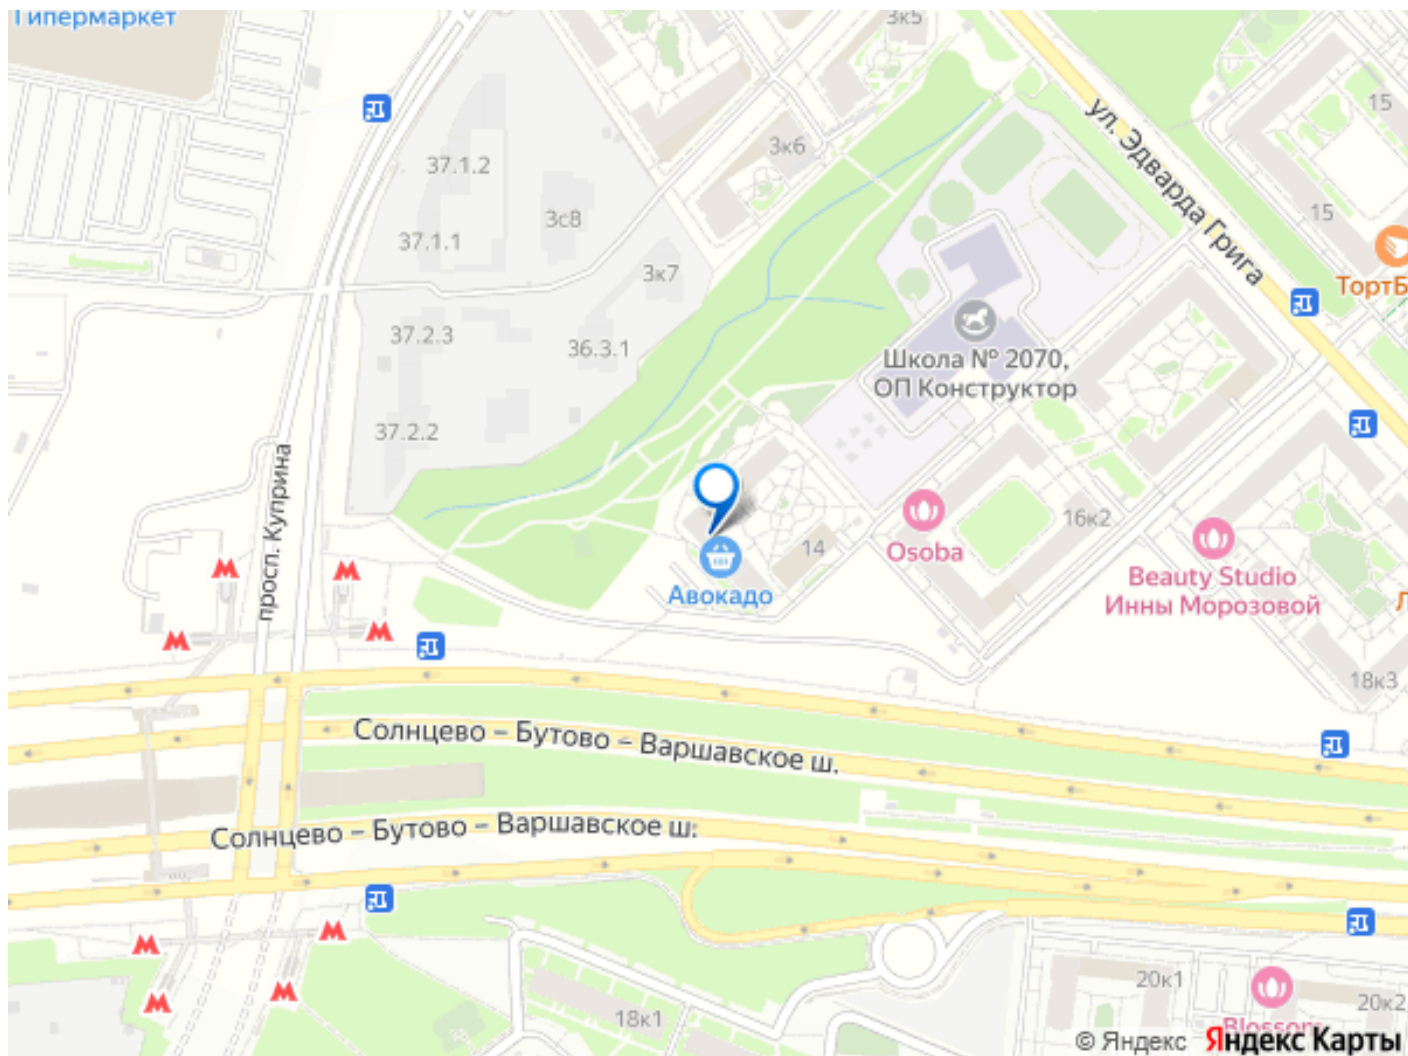 Гипермаркет
3к5
15
ул. Эдварда Грига
37.1.2
3к6
3с8
15
37.1.1
3к7
ТортБ
37.2.3
36.3.1
Школа № 2070,
ОП Конструктор
37.2.2
просп. Куприна
16к2
14
Osoba
Авокадо
Beauty Studio
Инны Морозовой
Л
18к3
Солнцево – Бутово – Варшавское ш.
Солнцево – Бутово – Варшавское ш.
20к1
20к2
18к1
Blossom
© Яндекс Яндекс Карты